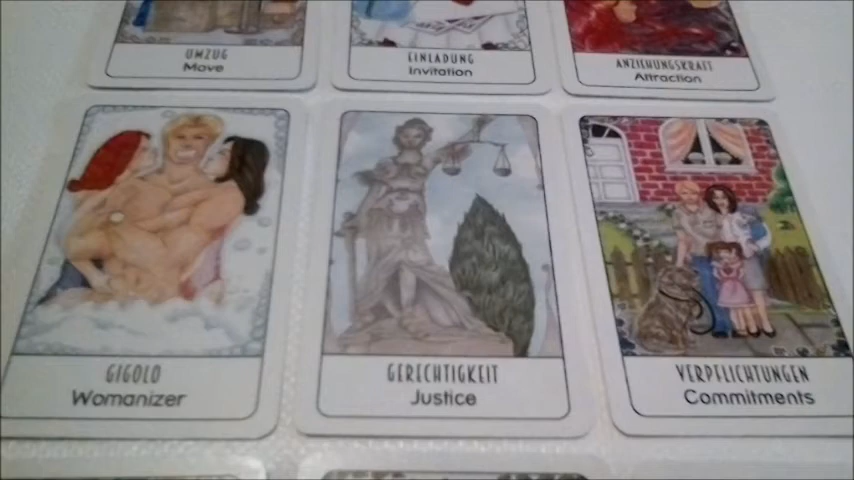 UMZUG
Move
EINLADUNG
Invitation
ANZIEHUNGSKRAFT
Attraction
GIGOLO
Womanizer
GERECHTIGKEIT
Justice
VERPFLICHTUNGEN
Commitments